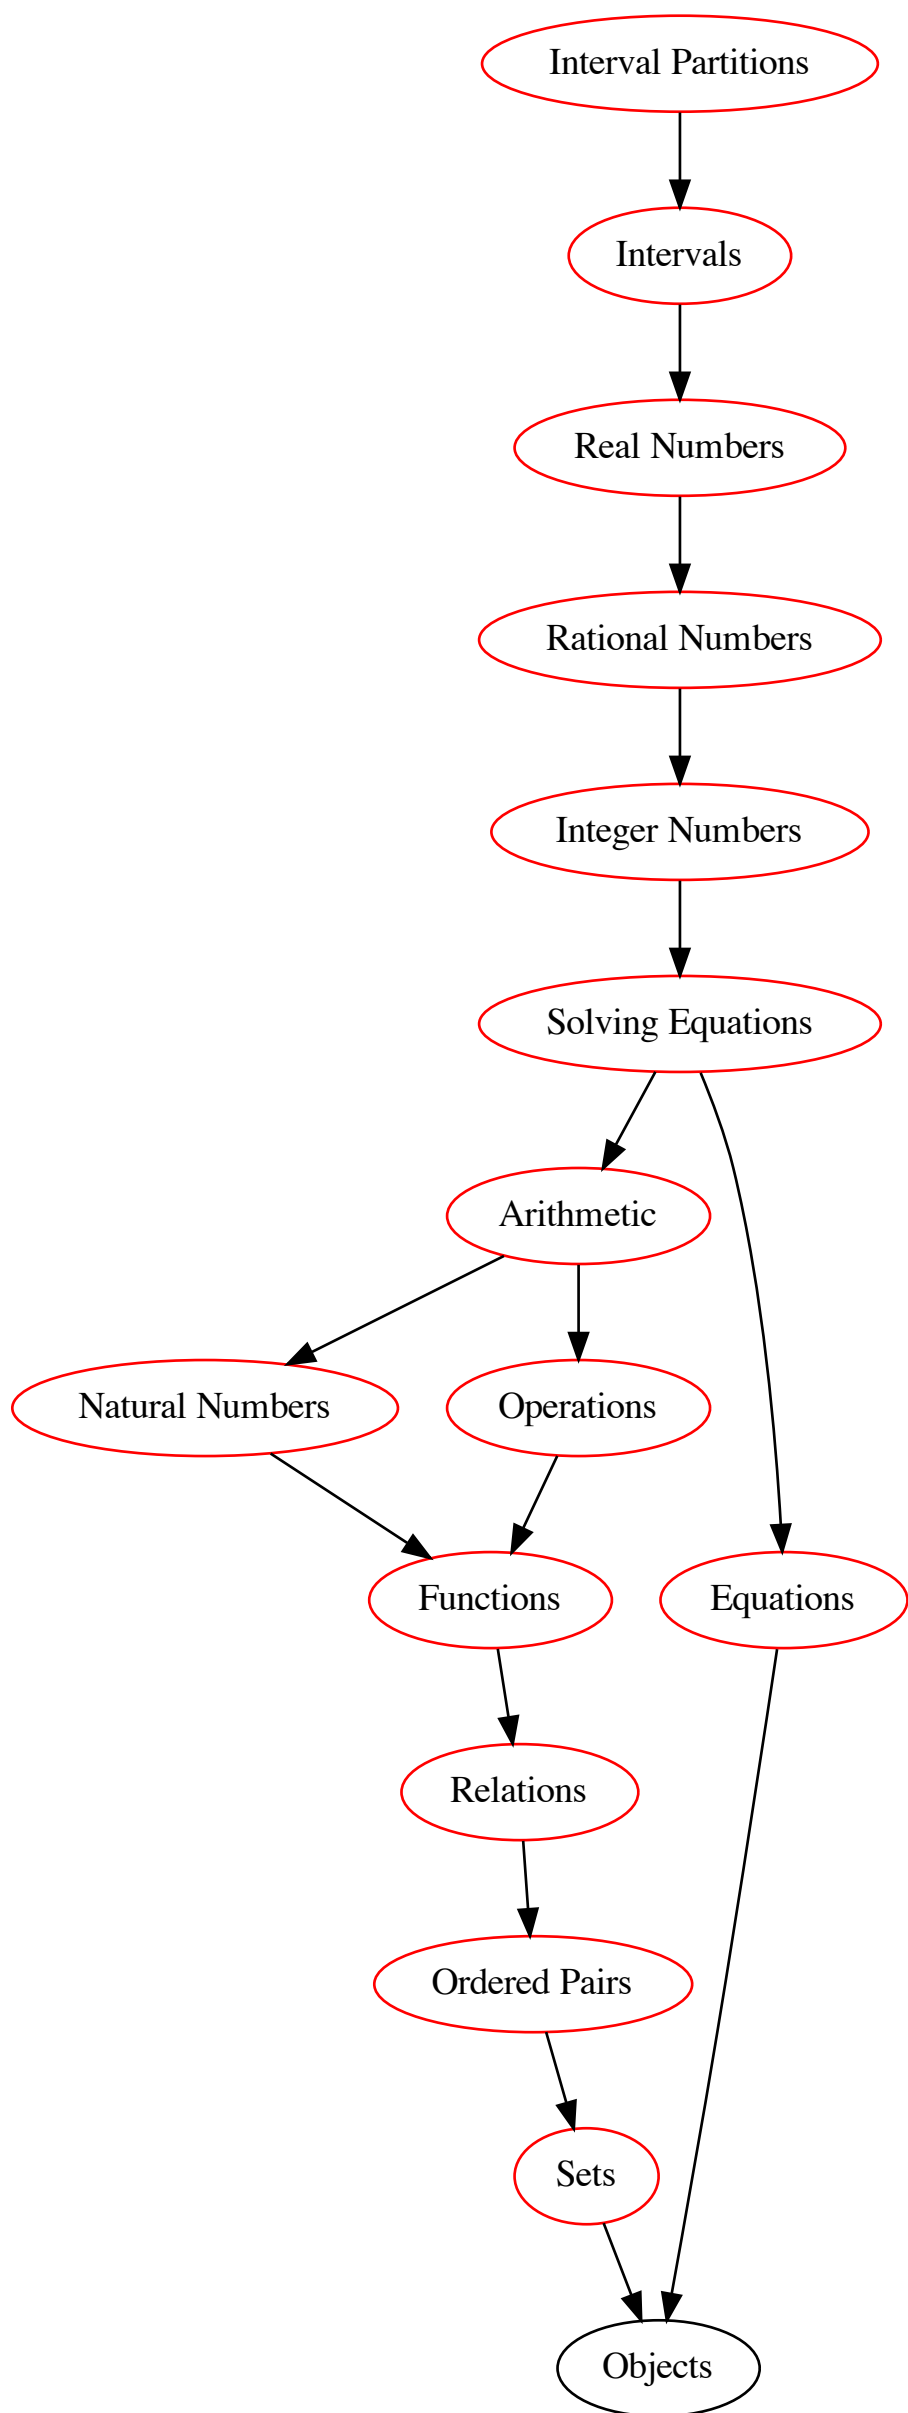 Interval Partitions
Intervals
Real Numbers
Rational Numbers
Integer Numbers
Solving Equations
Arithmetic
Natural Numbers
Operations
Functions
Equations
Relations
Ordered Pairs
Sets
Objects